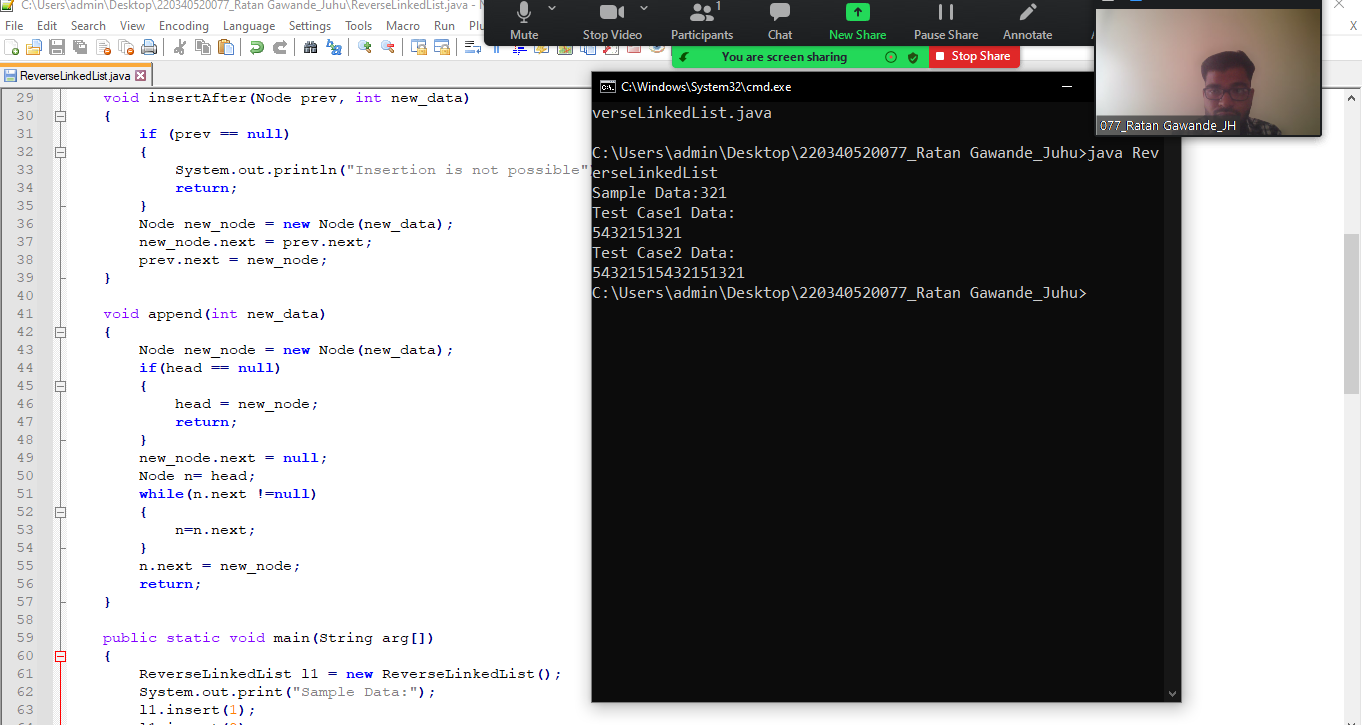 C:\Users\admin\Desktop\220340520077_Ratan Gawande_Juhu\ReverseLinkedList.java - N
File Edit Search View Encoding Language Settings Tools Macro Run
X
Mute
Stop Video
1
Participants
Chat
New Share
Pause Share
Annotate
You are screen sharing
Stop Share
077_Ratan Gawande_JH
ReverseLinkedList.java
29 void insertAfter(Node prev, int new_data)
30 {
31 if (prev == null)
32 {
33 System.out.println("Insertion is not possible"
34 return;
35 }
36 Node new_node = new Node(new_data);
37 new_node.next = prev.next;
38 prev.next = new_node;
39 }
40
41 void append(int new_data)
42 {
43 Node new_node = new Node(new_data);
44 if(head == null)
45 {
46 head = new_node;
47 return;
48 }
49 new_node.next = null;
50 Node n= head;
51 while(n.next !=null)
52 {
53 n=n.next;
54 }
55 n.next = new_node;
56 return;
57 }
58
59 public static void main(String arg[])
60 {
61 ReverseLinkedList l1 = new ReverseLinkedList();
62 System.out.print("Sample Data:");
63 l1.insert(1);
C:\Windows\System32\cmd.exe
verseLinkedList.java
C:\Users\admin\Desktop\220340520077_Ratan Gawande_Juhu>java Rev
erseLinkedList
Sample Data:321
Test Case1 Data:
5432151321
Test Case2 Data:
54321515432151321
C:\Users\admin\Desktop\220340520077_Ratan Gawande_Juhu>